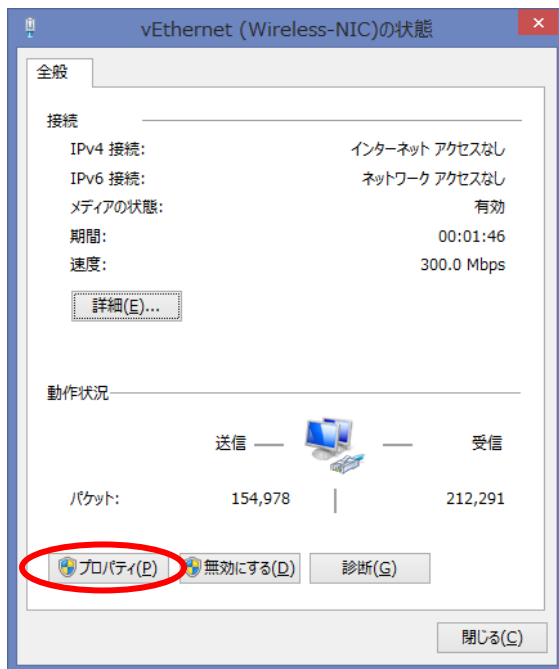 vEthernet (Wireless-NIC)の状態
全般
接続
IPv4 接続: インターネット アクセスなし
IPv6 接続: ネットワーク アクセスなし
メディアの状態: 有効
期間: 00:01:46
速度: 300.0 Mbps
詳細(E)...
動作状況
送信 受信
パケット: 154,978 212,291
プロパティ(P) 無効にする(D) 診断(G)
閉じる(C)